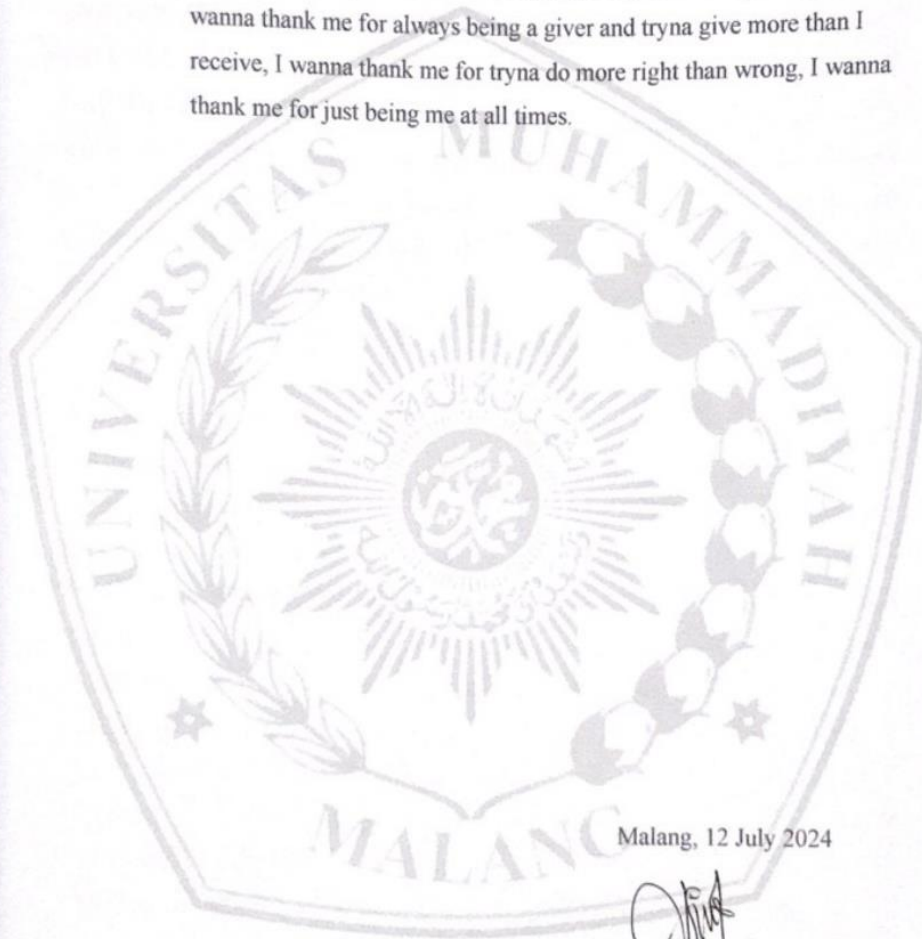 wanna thank me for always being a giver and tryna give more than I
receive, I wanna thank me for tryna do more right than wrong, I wanna
thank me for just being me at all times.
UNIVERSITAS MUHAMMADIYAH
MALANG
Malang, 12 July 2024